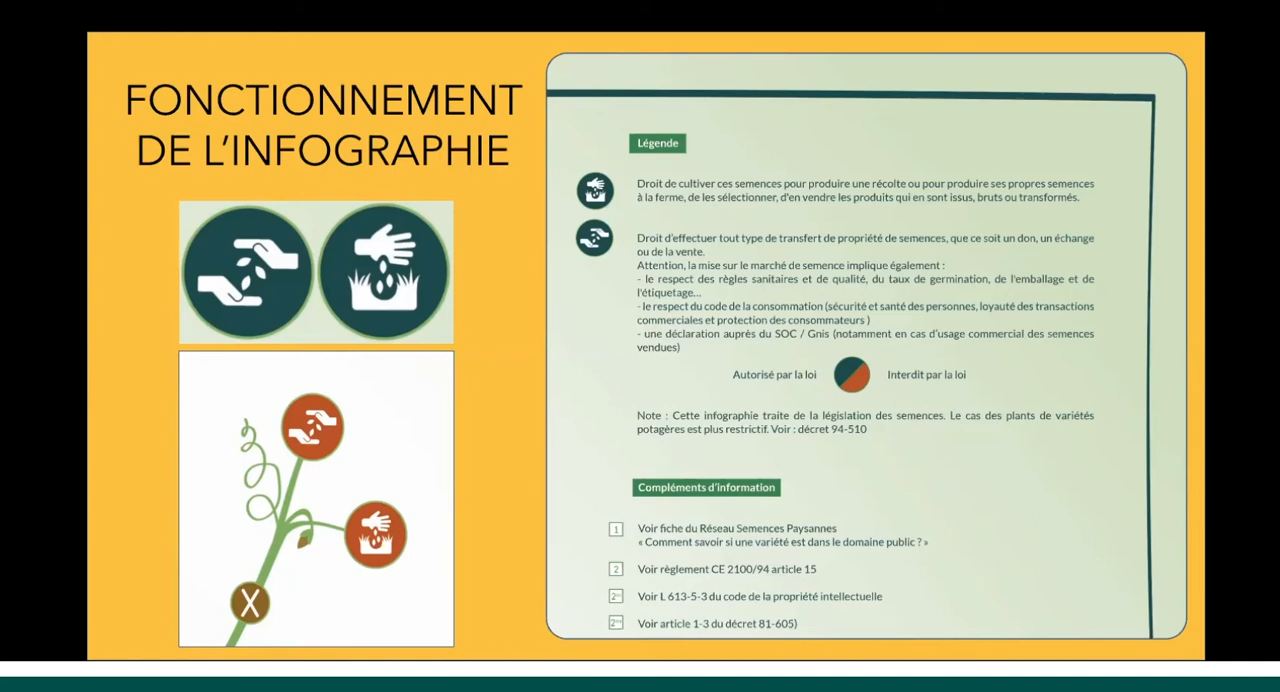 FONCTIONNEMENT
DE L'INFOGRAPHIE
X
Légende
Droit de cultiver ces semences pour produire une récolte ou pour produire ses propres semences
à la ferme, de les sélectionner, d'en vendre les produits qui en sont issus, bruts ou transformés.
Droit d'effectuer tout type de transfert de propriété de semences, que ce soit un don, un échange
ou de la vente.
Attention, la mise sur le marché de semence implique également :
- le respect des règles sanitaires et de qualité, du taux de germination, de l'emballage et de
l'étiquetage...
- le respect du code de la consommation (sécurité et santé des personnes, loyauté des transactions
commerciales et protection des consommateurs )
- une déclaration auprès du SOC / Gnis (notamment en cas d'usage commercial des semences
vendues)
Autorisé par la loi Interdit par la loi
Note : Cette infographie traite de la législation des semences. Le cas des plants de variétés
potagères est plus restrictif. Voir : décret 94-510
Compléments d'information
1 Voir fiche du Réseau Semences Paysannes
« Comment savoir si une variété est dans le domaine public ? »
2 Voir règlement CE 2100/94 article 15
2 Voir L 613-5-3 du code de la propriété intellectuelle
2 Voir article 1-3 du décret 81-605)